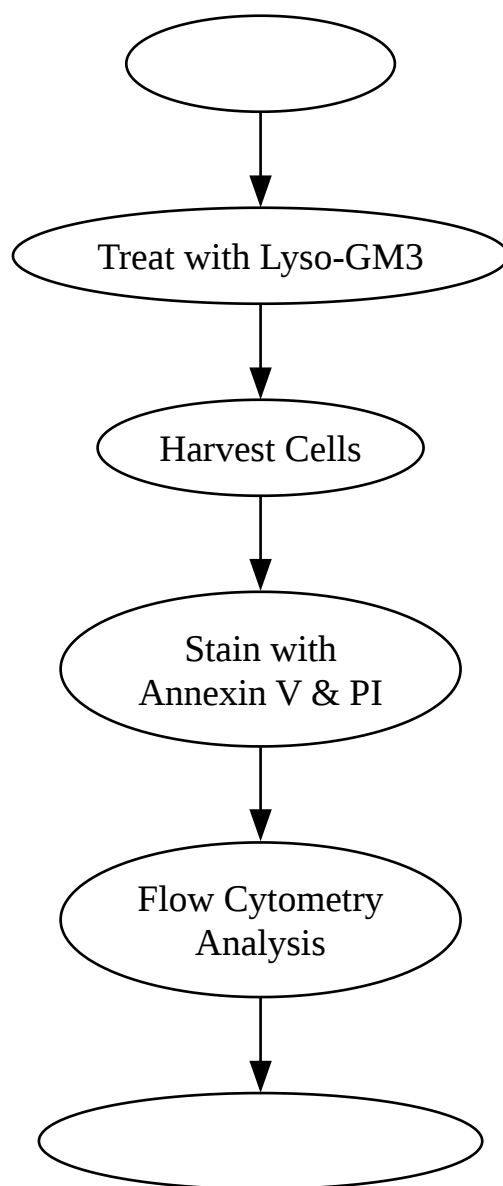 Treat with Lyso-GM3
Harvest Cells
Stain with
Annexin V & PI
Flow Cytometry
Analysis